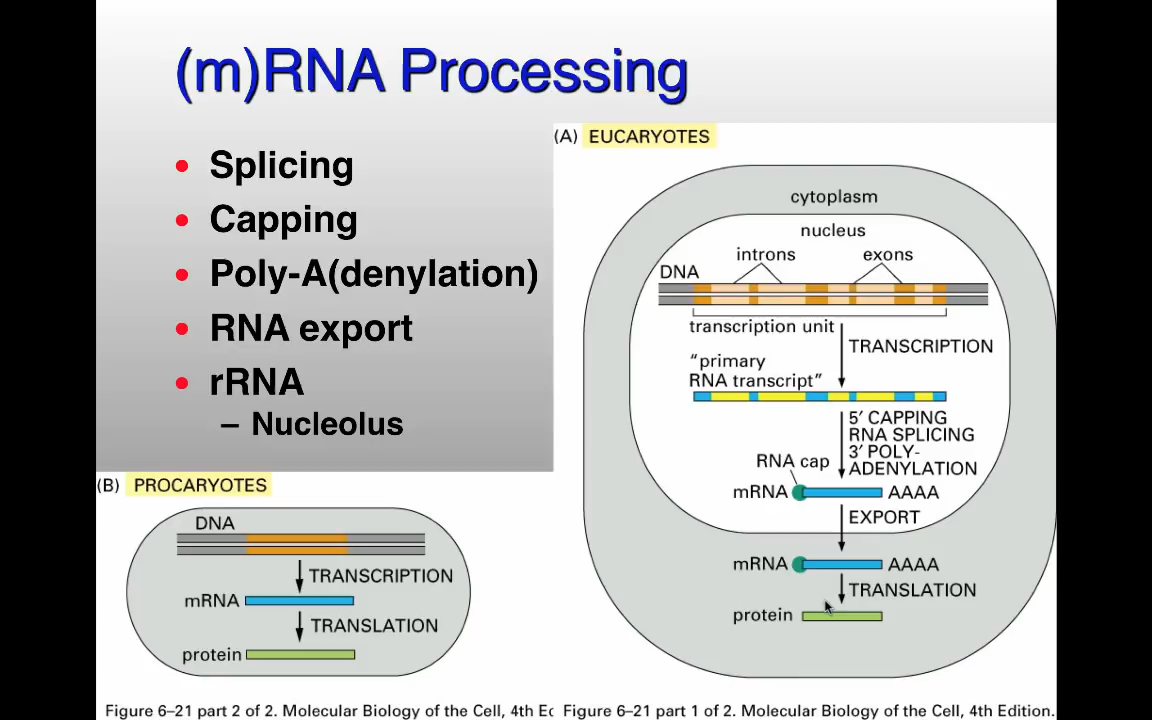 (m)RNA Processing
• Splicing
• Capping
• Poly-A(denylation)
• RNA export
• rRNA
– Nucleolus
(A) EUCARYOTES
cytoplasm
nucleus
introns exons
DNA
transcription unit
TRANSCRIPTION
“primary
RNA transcript”
5′ CAPPING
RNA SPLICING
3′ POLY-
ADENYLATION
RNA cap
mRNA AAAA
EXPORT
mRNA AAAA
TRANSLATION
protein
(B) PROCARYOTES
DNA
TRANSCRIPTION
mRNA
TRANSLATION
protein
Figure 6–21 part 2 of 2. Molecular Biology of the Cell, 4th
Figure 6–21 part 1 of 2. Molecular Biology of the Cell, 4th Edition.